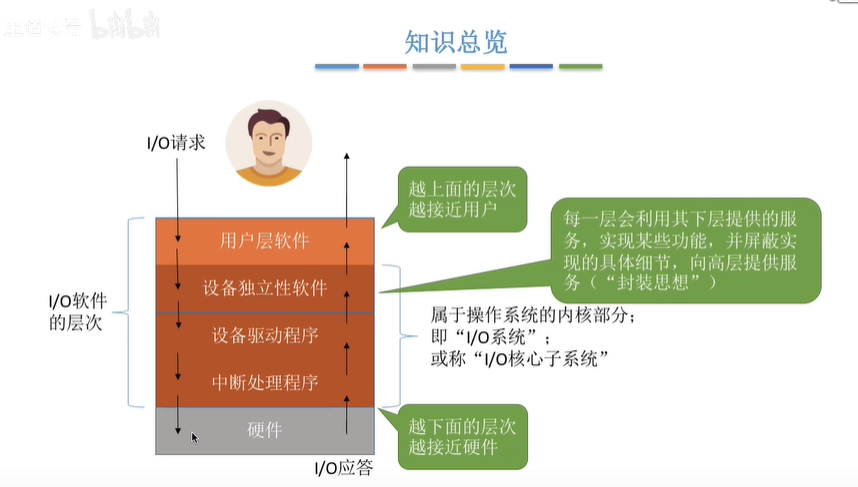 bilibili
知识总览
I/O请求
越上面的层次
越接近用户
每一层会利用其下层提供的服
务，实现某些功能，并屏蔽实
现的具体细节，向高层提供服
务（“封装思想”）
用户层软件
设备独立性软件
I/O软件
的层次
设备驱动程序
中断处理程序
属于操作系统的内核部分；
即“I/O系统”；
或称“I/O核心子系统”
硬件
越下面的层次
越接近硬件
I/O应答